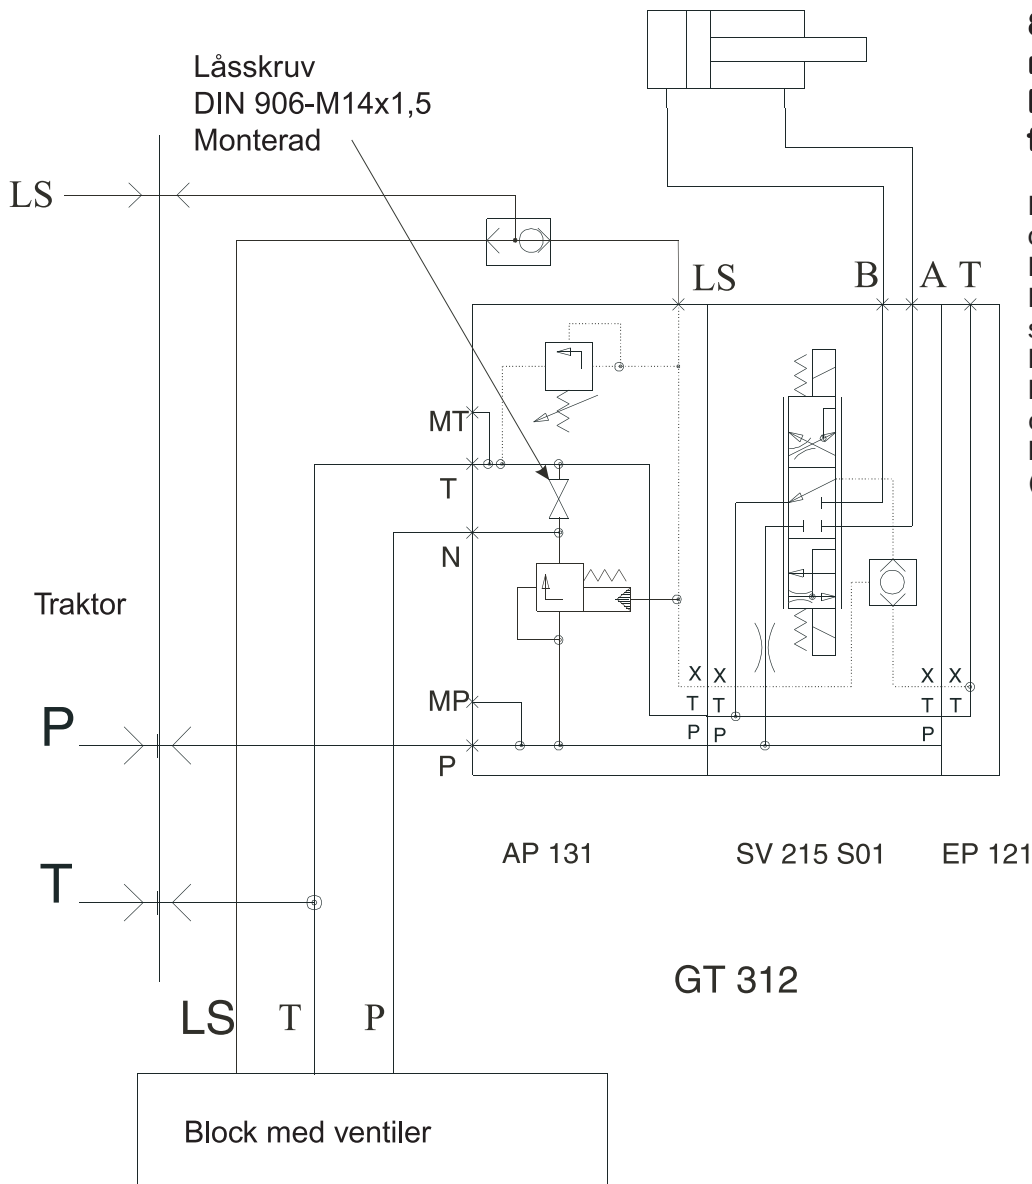 Låsskruv
DIN 906-M14x1,5
Monterad
LS
LS
B
A
T
MT
T
N
Traktor
MP
P
P
X
T
P
X
T
P
X
T
P
X
T
AP 131
SV 215 S01
EP 121
T
GT 312
LS
T
P
Block med ventiler